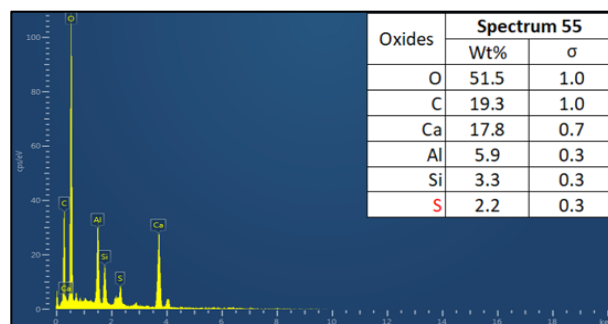 Oxides Spectrum 55
Wt% σ
O 51.5 1.0
C 19.3 1.0
Ca 17.8 0.7
Al 5.9 0.3
Si 3.3 0.3
S 2.2 0.3
cps/eV
100
80
60
40
20
0
O
C
Ca
Al
Si
S
Ca
0 2 4 6 8 10 12 14 16 18